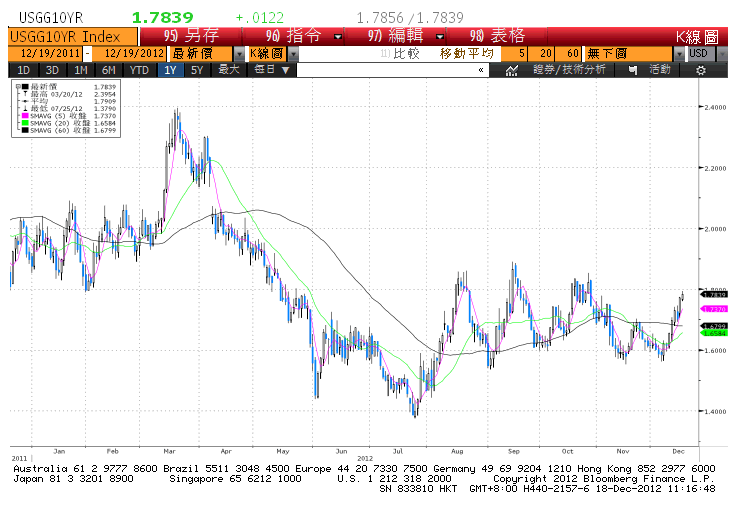 USGG10YR 1.7839 +.0122 1.7856/1.7839
USGG10YR Index 95) 另存 96) 指令 97) 編輯 98) 表格 K線圖
12/19/2011 - 12/19/2012 最新價 K線圖 比較 移動平均 5 20 60 無下圖 USD
1D 3D 1M 6M YTD 1Y 5Y 最大 每日▼ « 證券/技術分析 活動
最新價 1.7839
最高 03/20/12 2.3954
平均 1.7909
最低 07/25/12 1.3790
SMAVG (5) 收盤 1.7370
SMAVG (20) 收盤 1.6584
SMAVG (60) 收盤 1.6799
2.4000
2.2000
2.0000
1.8000
1.7839
1.7370
1.6799
1.6584
1.6000
1.4000
Jan Feb Mar Apr May Jun Jul Aug Sep Oct Nov Dec
2011 2012
Australia 61 2 9777 8600 Brazil 5511 3048 4500 Europe 44 20 7330 7500 Germany 49 69 9204 1210 Hong Kong 852 2977 6000
Japan 81 3 3201 8900 Singapore 65 6212 1000 U.S. 1 212 318 2000 Copyright 2012 Bloomberg Finance L.P.
SN 833810 HKT GMT+8:00 H440-2157-6 18-Dec-2012 11:16:48